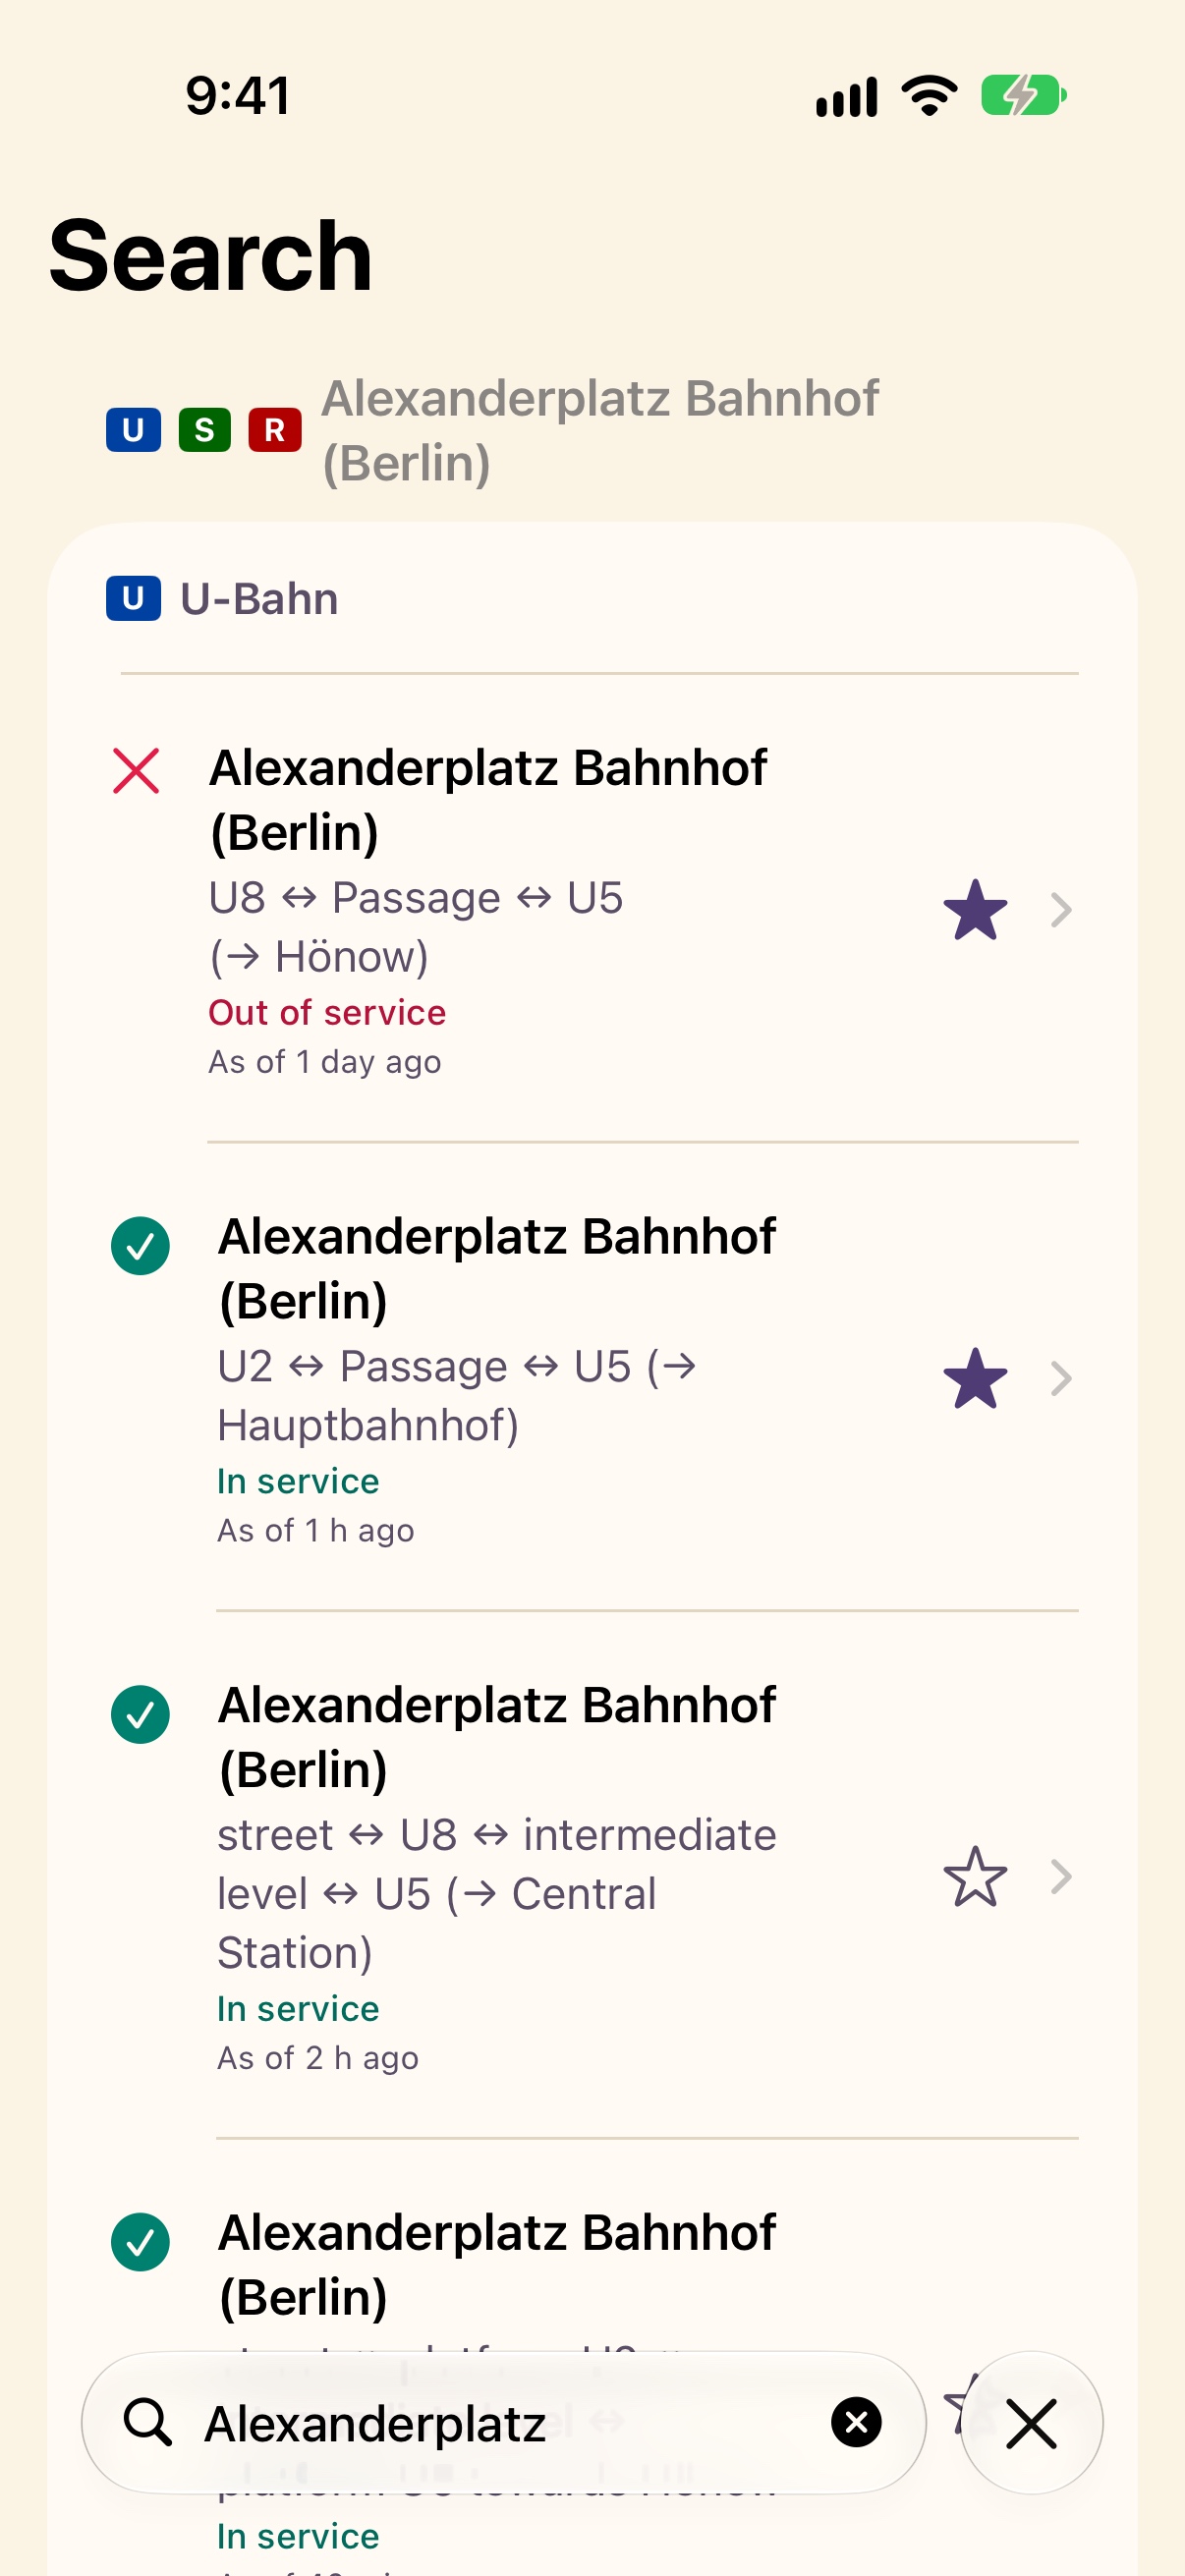 9:41
Search
U S R Alexanderplatz Bahnhof
(Berlin)
U U-Bahn
Alexanderplatz Bahnhof
(Berlin)
U8 ↔ Passage ↔ U5
(→ Hönow)
Out of service
As of 1 day ago
Alexanderplatz Bahnhof
(Berlin)
U2 ↔ Passage ↔ U5 (→
Hauptbahnhof)
In service
As of 1 h ago
Alexanderplatz Bahnhof
(Berlin)
street ↔ U8 ↔ intermediate
level ↔ U5 (→ Central
Station)
In service
As of 2 h ago
Alexanderplatz Bahnhof
(Berlin)
Alexanderplatz
In service